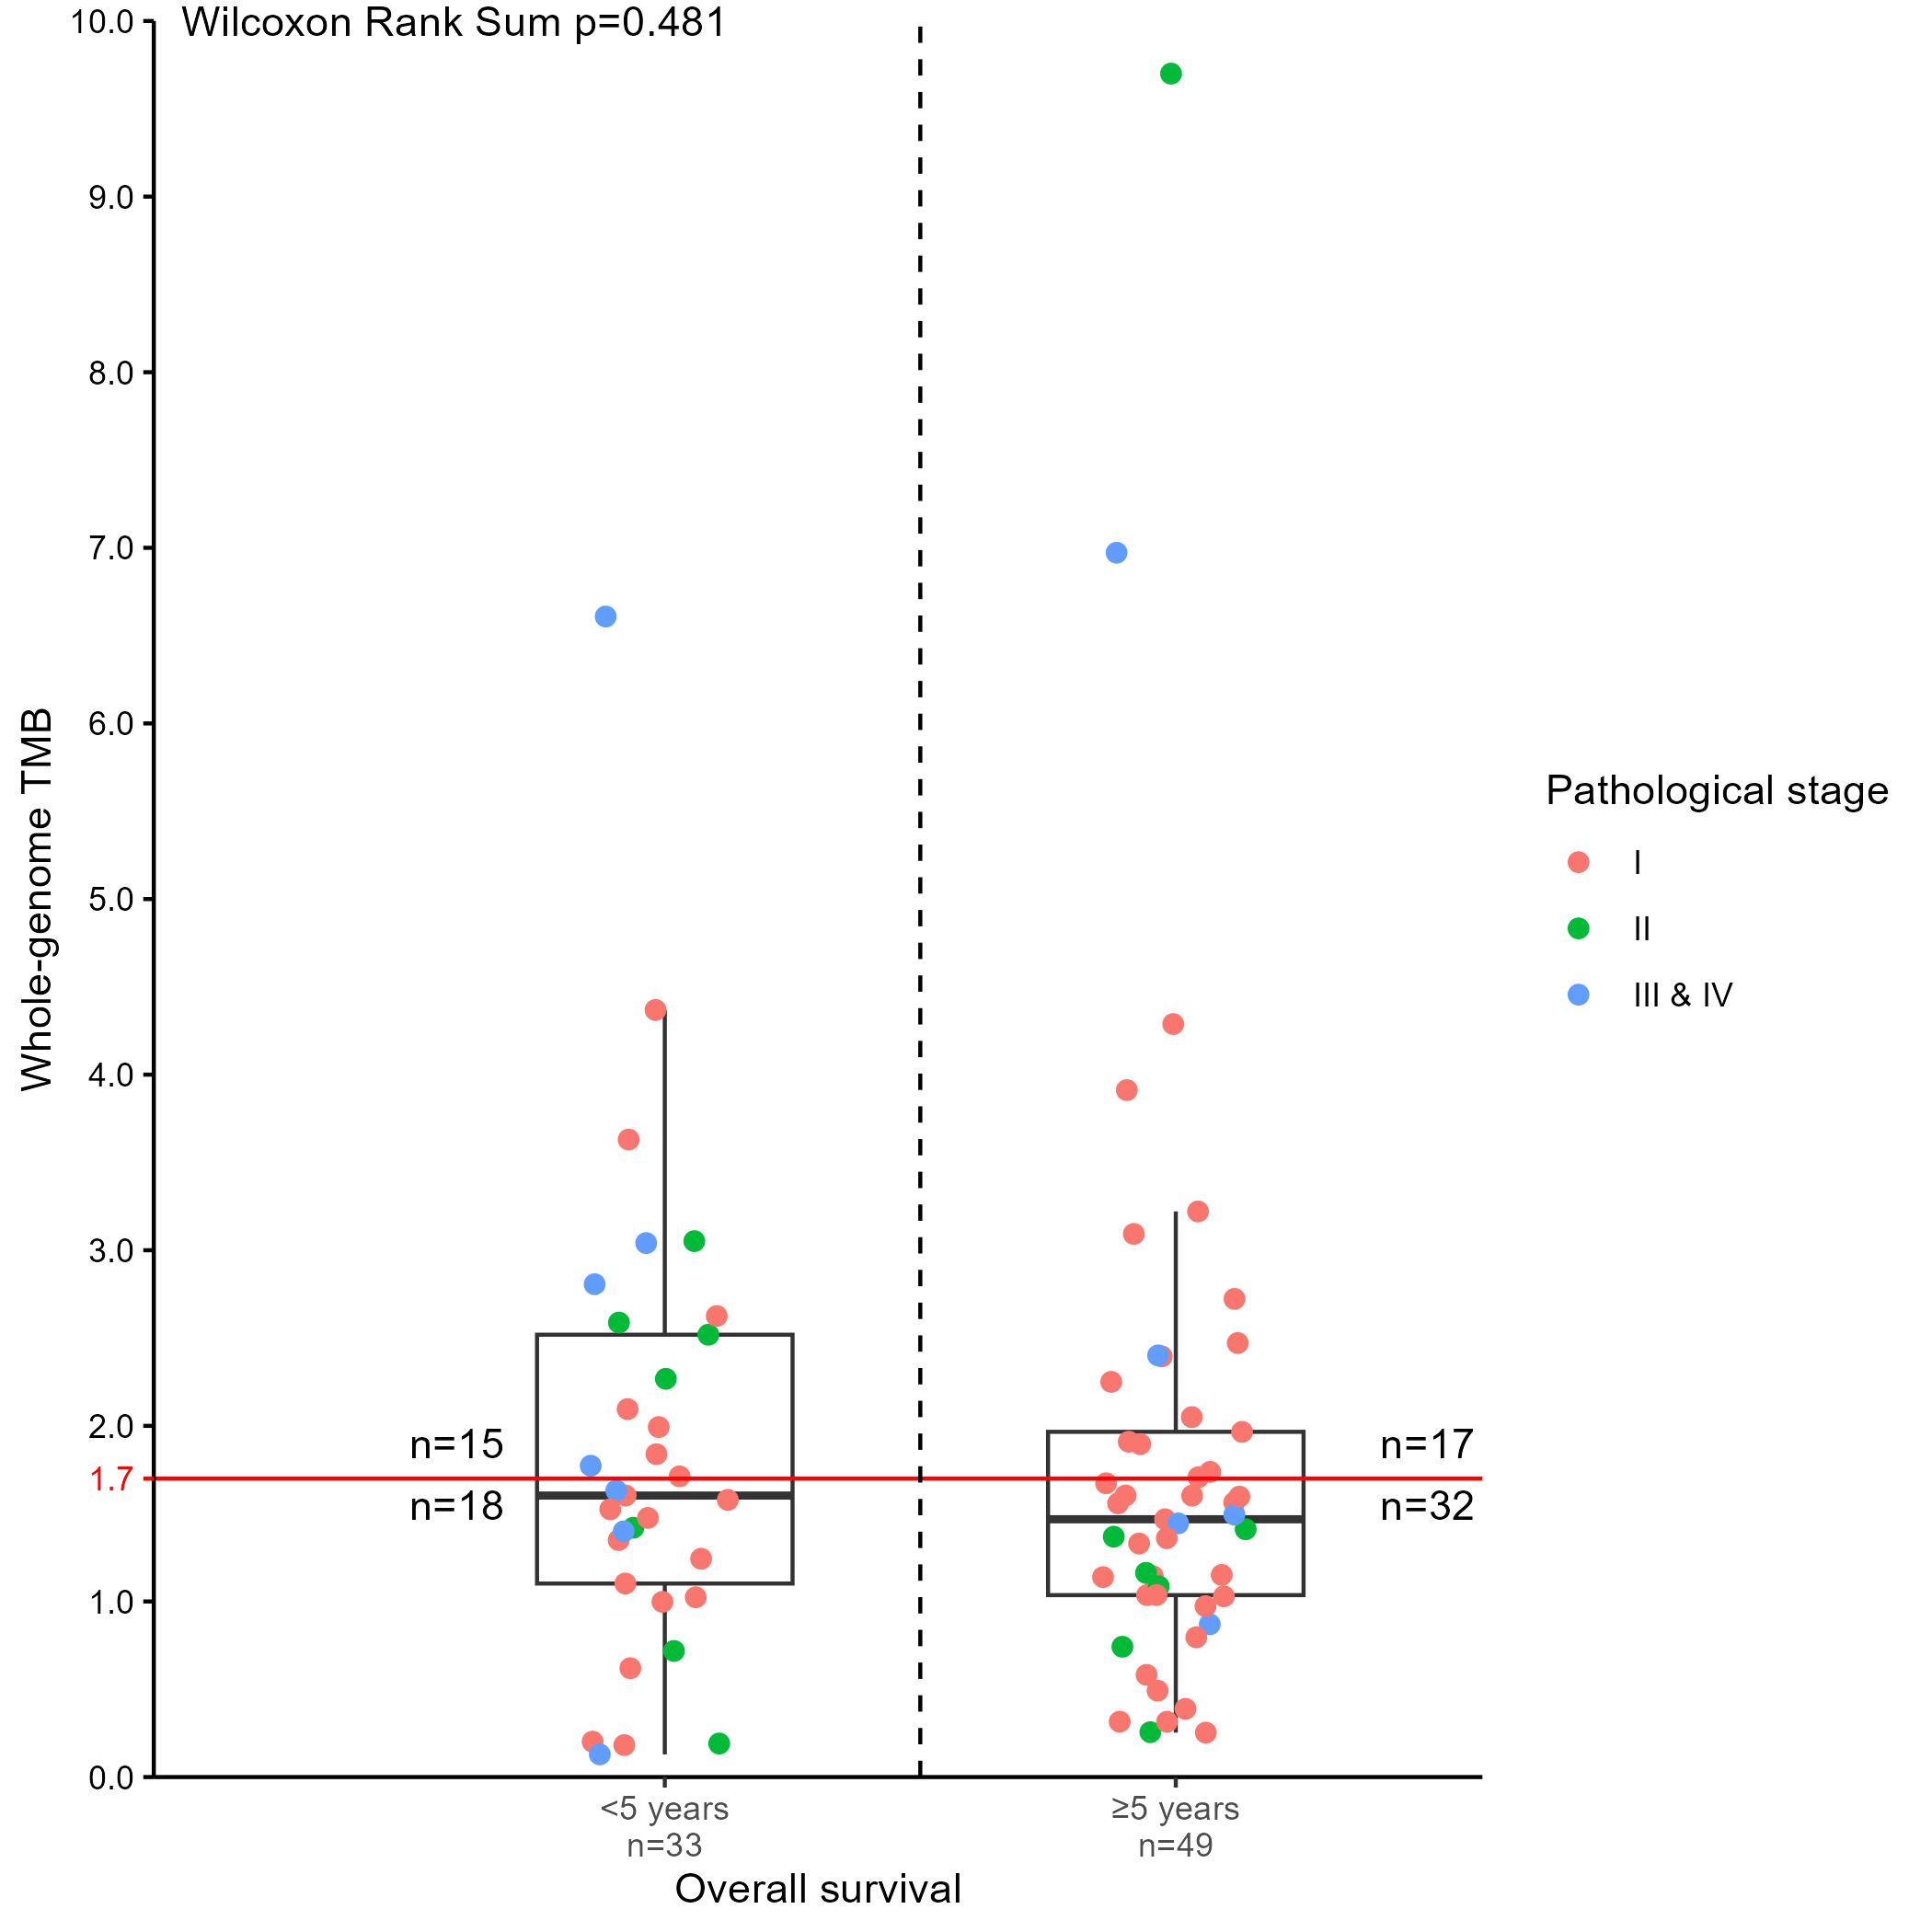 Wilcoxon Rank Sum p=0.481
10.0
9.0
8.0
7.0
6.0
5.0
4.0
3.0
2.0
1.7
1.0
0.0
Whole-genome TMB
n=15
n=18
n=17
n=32
<5 years
n=33
≥5 years
n=49
Overall survival
Pathological stage
I
II
III & IV